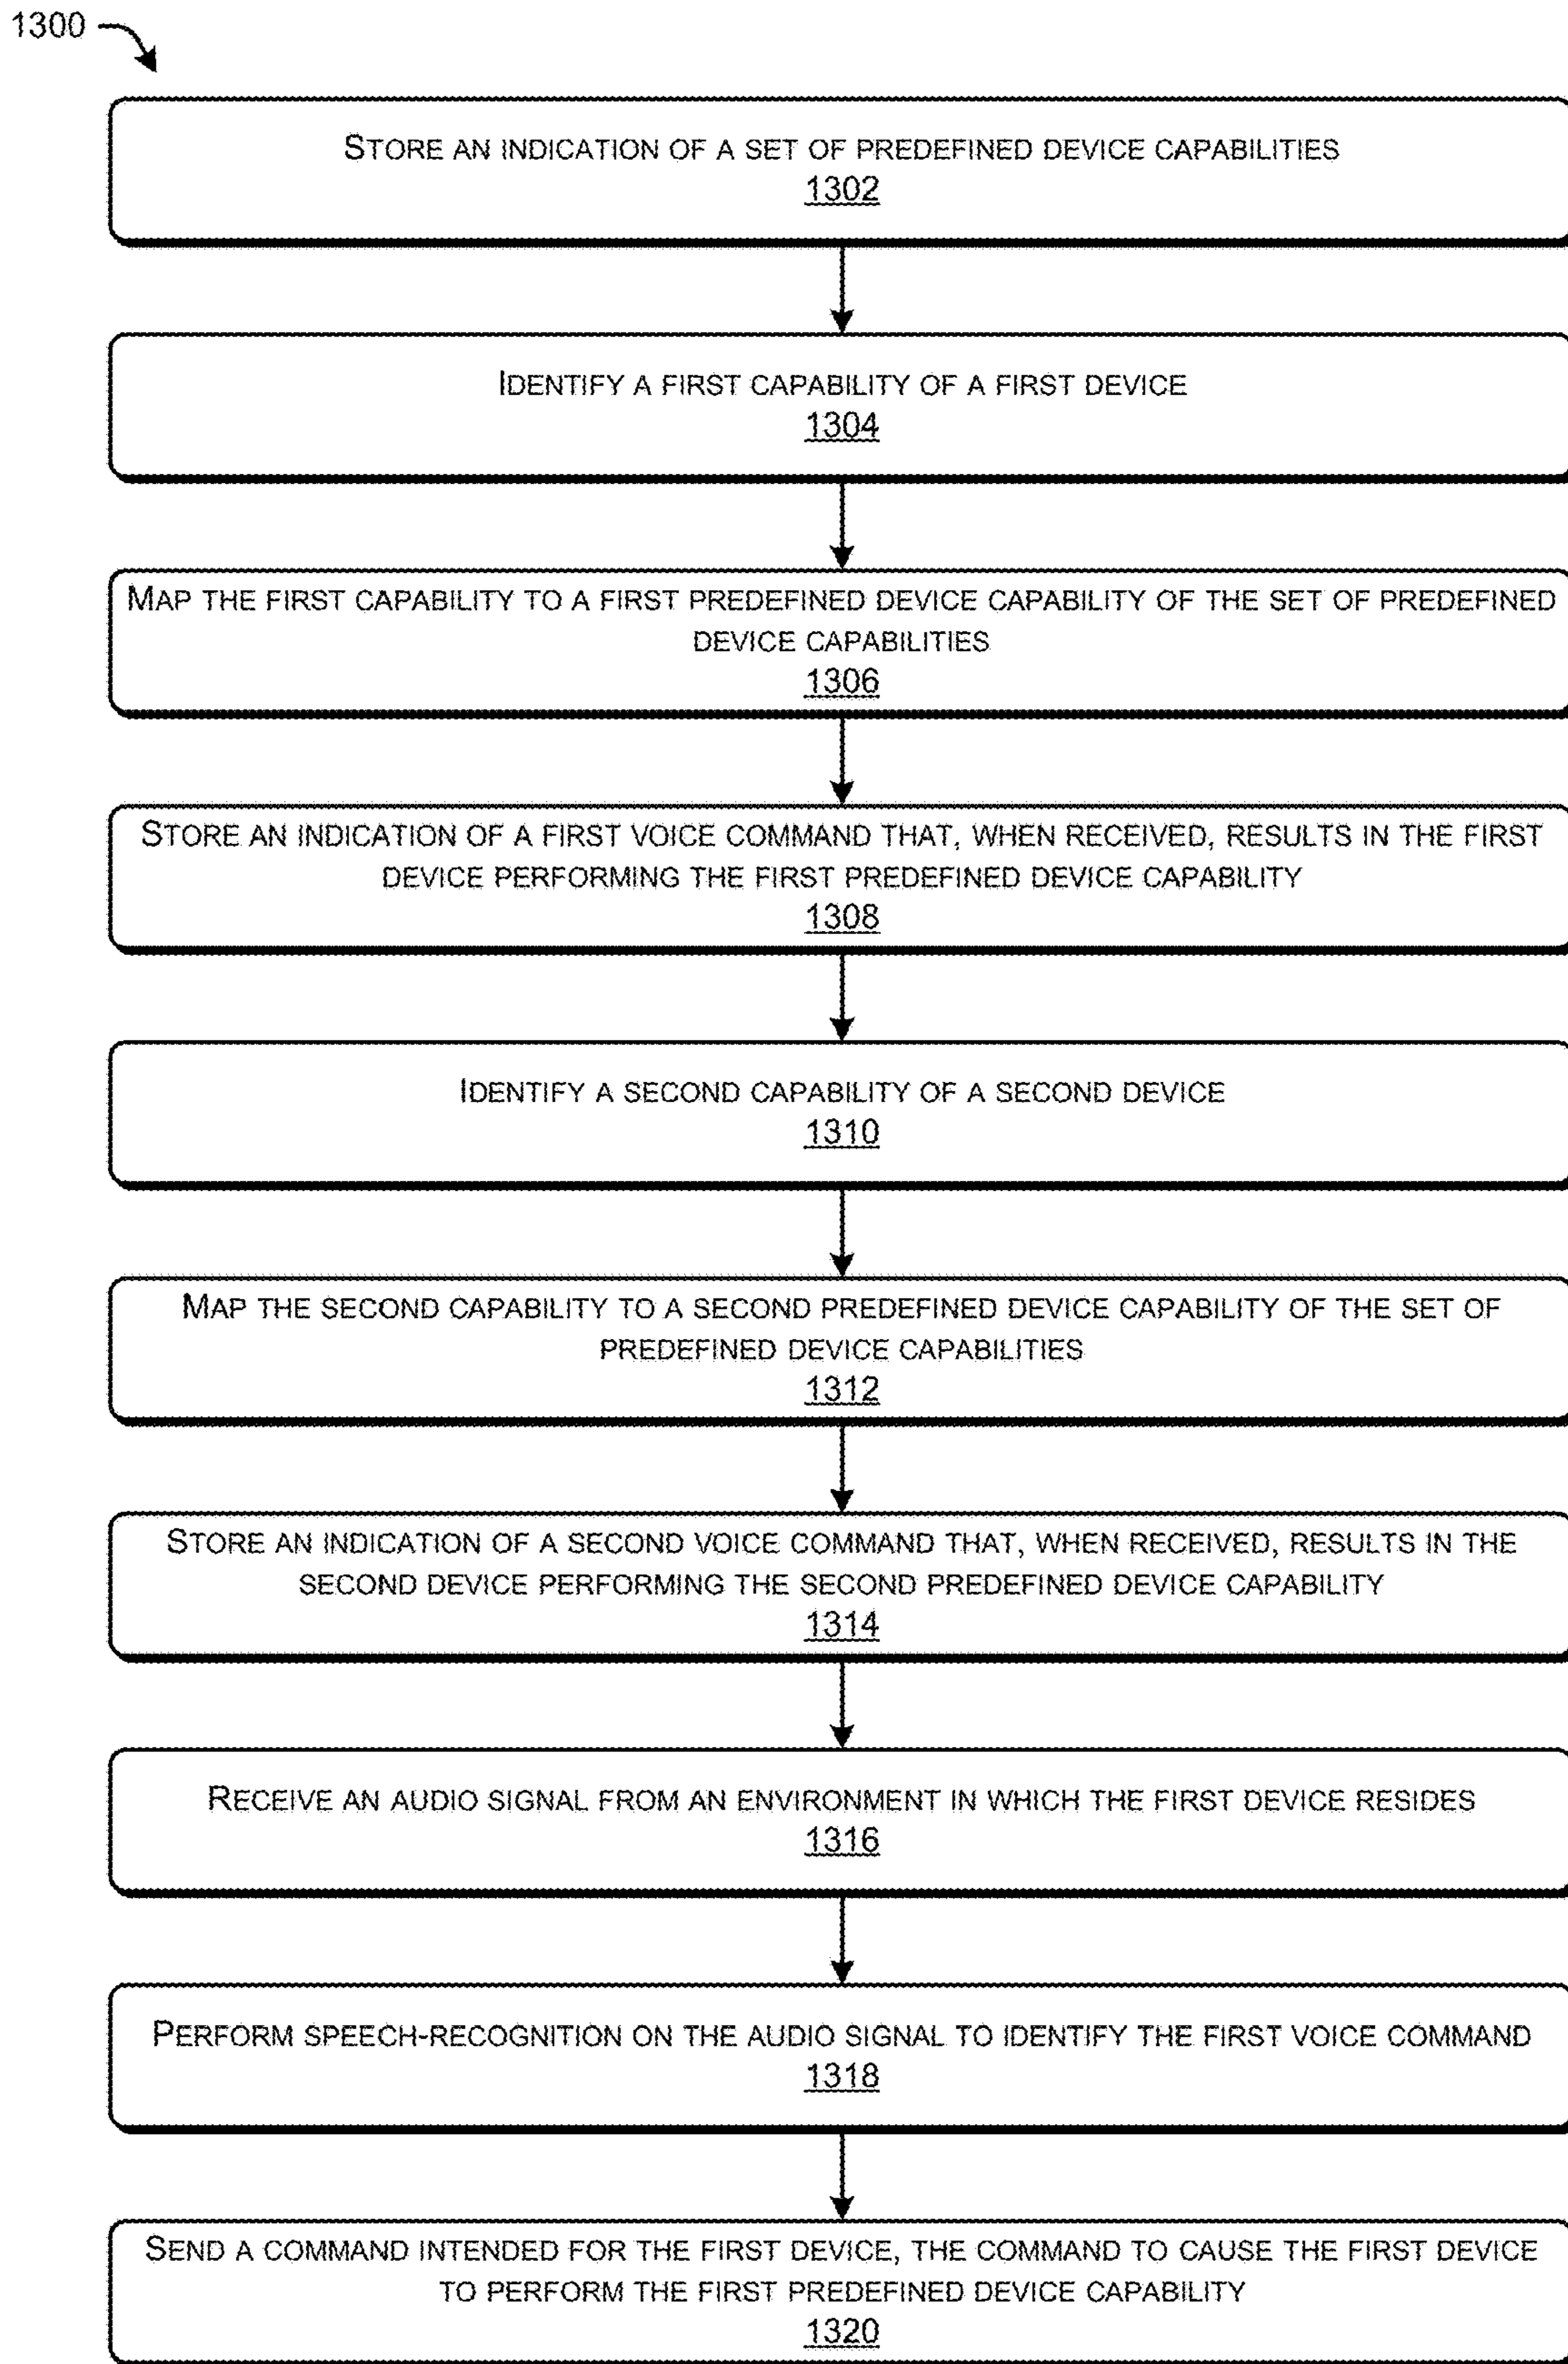 1300
STORE AN INDICATION OF A SET OF PREDEFINED DEVICE CAPABILITIES
1302
IDENTIFY A FIRST CAPABILITY OF A FIRST DEVICE
1304
MAP THE FIRST CAPABILITY TO A FIRST PREDEFINED DEVICE CAPABILITY OF THE SET OF PREDEFINED
DEVICE CAPABILITIES
1306
STORE AN INDICATION OF A FIRST VOICE COMMAND THAT, WHEN RECEIVED, RESULTS IN THE FIRST
DEVICE PERFORMING THE FIRST PREDEFINED DEVICE CAPABILITY
1308
IDENTIFY A SECOND CAPABILITY OF A SECOND DEVICE
1310
MAP THE SECOND CAPABILITY TO A SECOND PREDEFINED DEVICE CAPABILITY OF THE SET OF
PREDEFINED DEVICE CAPABILITIES
1312
STORE AN INDICATION OF A SECOND VOICE COMMAND THAT, WHEN RECEIVED, RESULTS IN THE
SECOND DEVICE PERFORMING THE SECOND PREDEFINED DEVICE CAPABILITY
1314
RECEIVE AN AUDIO SIGNAL FROM AN ENVIRONMENT IN WHICH THE FIRST DEVICE RESIDES
1316
PERFORM SPEECH-RECOGNITION ON THE AUDIO SIGNAL TO IDENTIFY THE FIRST VOICE COMMAND
1318
SEND A COMMAND INTENDED FOR THE FIRST DEVICE, THE COMMAND TO CAUSE THE FIRST DEVICE
TO PERFORM THE FIRST PREDEFINED DEVICE CAPABILITY
1320